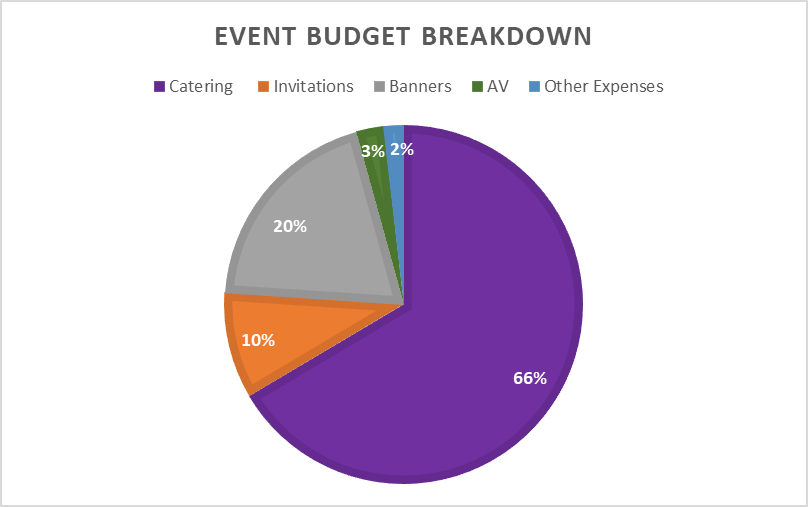 EVENT BUDGET BREAKDOWN
Catering Invitations Banners AV Other Expenses
3% 2%
20%
10%
66%